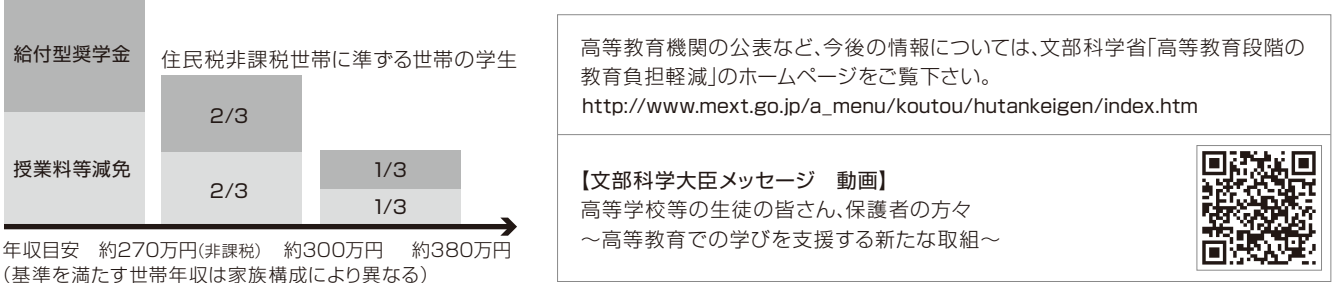 給付型奨学金
住民税非課税世帯に準ずる世帯の学生
2/3
授業料等減免
2/3
1/3
1/3
年収目安 約270万円(非課税) 約300万円 約380万円
(基準を満たす世帯年収は家族構成により異なる)
高等教育機関の公表など、今後の情報については、文部科学省「高等教育段階の
教育負担軽減」のホームページをご覧下さい。
http://www.mext.go.jp/a_menu/koutou/hutankeigen/index.htm
【文部科学大臣メッセージ 動画】
高等学校等の生徒の皆さん、保護者の方々
～高等教育での学びを支援する新たな取組～